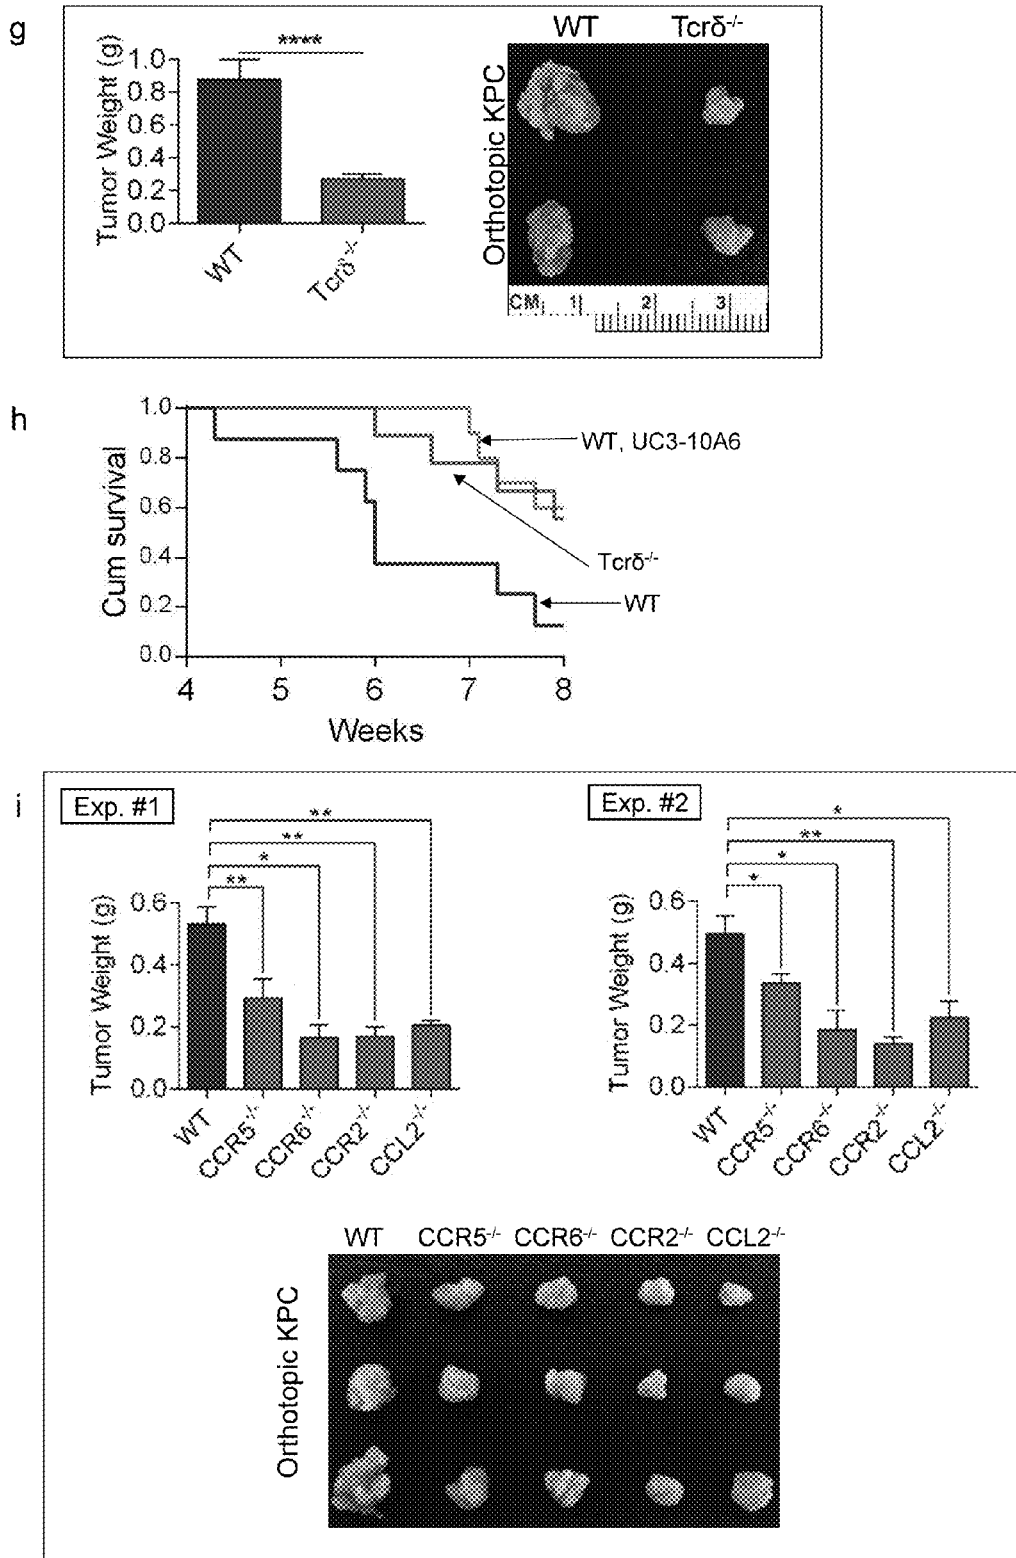 g
WT Tcrδ-/-
****
Tumor Weight (g)
1.0
0.8
0.6
0.4
0.2
0.0
WT
Tcrδ-/-
Orthotopic KPC
CM 1 2 3
h
Cum survival
1.0
0.8
0.6
0.4
0.2
0.0
WT, UC3-10A6
Tcrδ-/-
WT
4 5 6 7 8
Weeks
i
Exp. #1
**
**
*
**
Tumor Weight (g)
0.6
0.4
0.2
0.0
WT
CCR5-/-
CCR6-/-
CCR2-/-
CCL2-/-
Exp. #2
*
**
*
*
Tumor Weight (g)
0.6
0.4
0.2
0.0
WT
CCR5-/-
CCR6-/-
CCR2-/-
CCL2-/-
WT CCR5-/- CCR6-/- CCR2-/- CCL2-/-
Orthotopic KPC